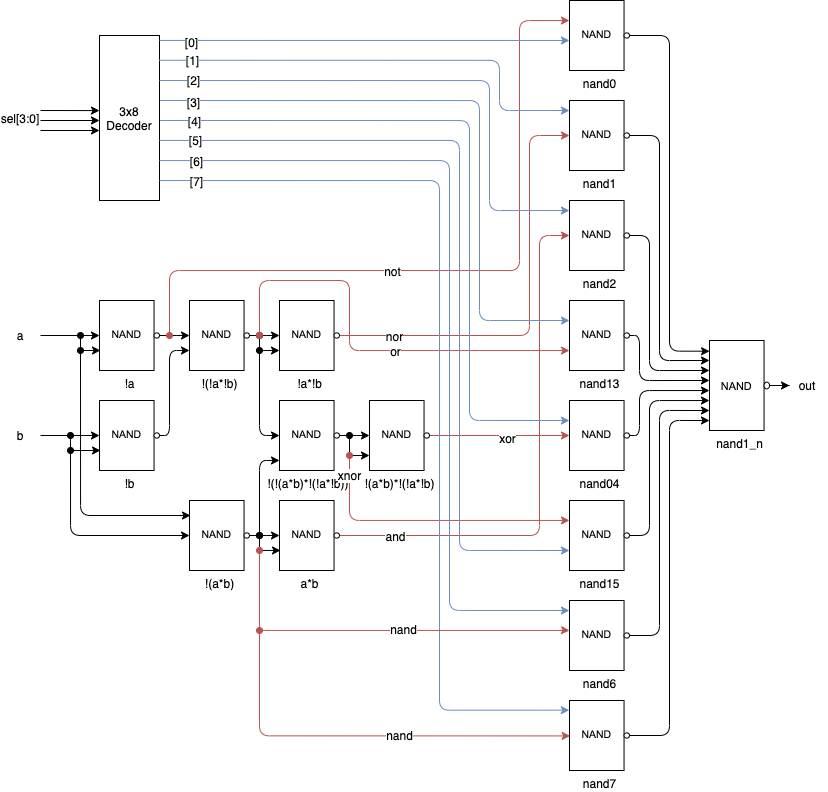 NAND
nand0
[0]
[1]
[2]
[3]
[4]
[5]
[6]
[7]
3x8
Decoder
sel[3:0]
NAND
nand1
NAND
nand2
not
a
NAND
!a
NAND
!(!a*!b)
NAND
!a*!b
nor
or
NAND
nand13
NAND
nand1_n
out
b
NAND
!b
NAND
!(!(a*b)*!(!a*!b))
NAND
!(a*b)*!(!a*!b)
xnor
xor
NAND
nand04
NAND
!(a*b)
NAND
a*b
and
NAND
nand15
nand
NAND
nand6
nand
NAND
nand7